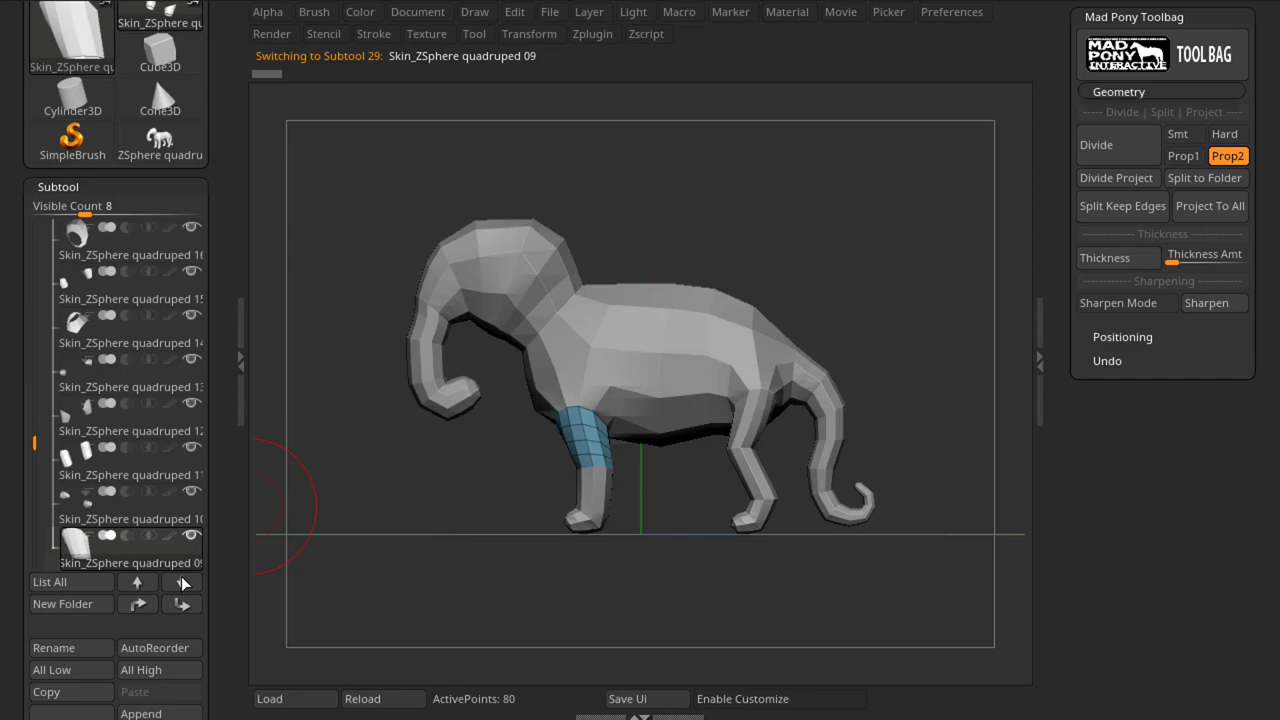 Alpha Brush Color Document Draw Edit File Layer Light Macro Marker Material Movie Picker Preferences
Render Stencil Stroke Texture Tool Transform Zplugin Zscript
Switching to Subtool 29: Skin_ZSphere quadruped 09
Skin_ZSphere qu
Skin_ZSphere qu Cube3D
Cylinder3D Cone3D
SimpleBrush ZSphere quadru
Subtool
Visible Count 8
Skin_ZSphere quadruped 16
Skin_ZSphere quadruped 15
Skin_ZSphere quadruped 14
Skin_ZSphere quadruped 13
Skin_ZSphere quadruped 12
Skin_ZSphere quadruped 11
Skin_ZSphere quadruped 10
Skin_ZSphere quadruped 09
List All
New Folder
Rename AutoReorder
All Low All High
Copy Paste
Append
Load Reload ActivePoints: 80 Save Ui Enable Customize
Mad Pony Toolbag
MAD PONY INTERACTIVE TOOL BAG
Geometry
------ Divide | Split | Project -----
Divide Smt Hard
Prop1 Prop2
Divide Project Split to Folder
Split Keep Edges Project To All
---------------- Thickness ----------------
Thickness Thickness Amt
--------------- Sharpening ---------------
Sharpen Mode Sharpen
Positioning
Undo